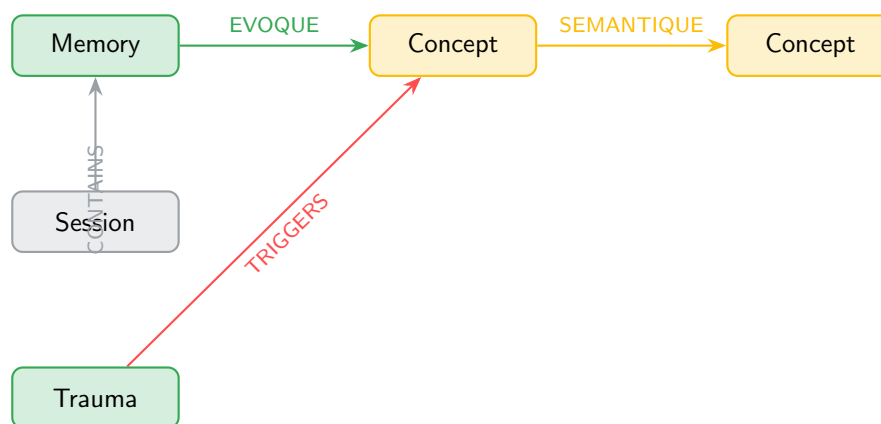 EVOQUE
SEMANTIQUE
Memory
Concept
Concept
CONTAINS
Session
TRIGGERS
Trauma